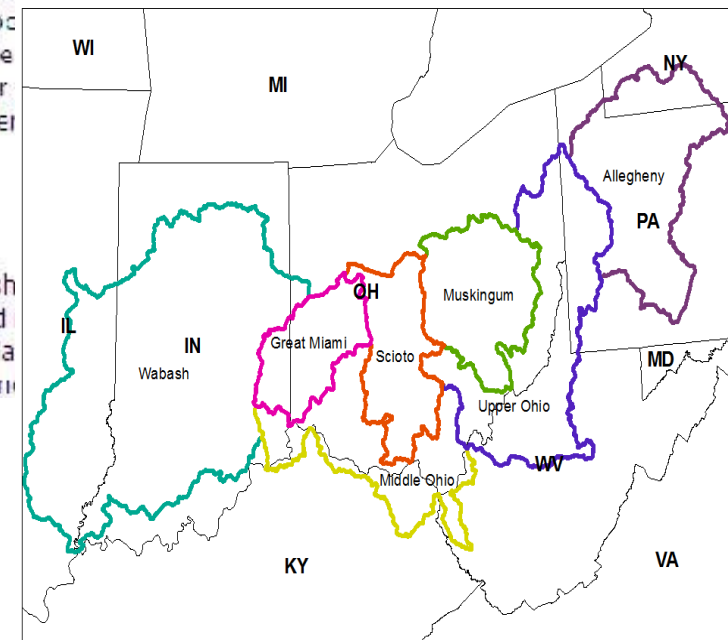 WI
NY
MI
Allegheny
PA
OH
Muskingum
IL
IN
Great Miami
Scioto
MD
Wabash
Upper Ohio
WV
Middle Ohio
KY
VA